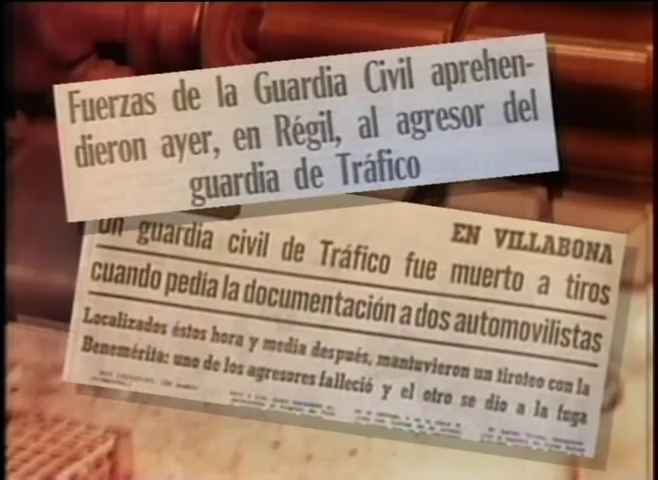 Fuerzas de la Guardia Civil aprehen-
dieron ayer, en Régil, al agresor del
guardia de Tráfico
EN VILLABONA
Un guardia civil de Tráfico fue muerto a tiros
cuando pedía la documentación a dos automovilistas
Localizados éstos hora y media después, mantuvieron un tiroteo con la
Benemérita: uno de los agresores falleció y el otro se dio a la fuga